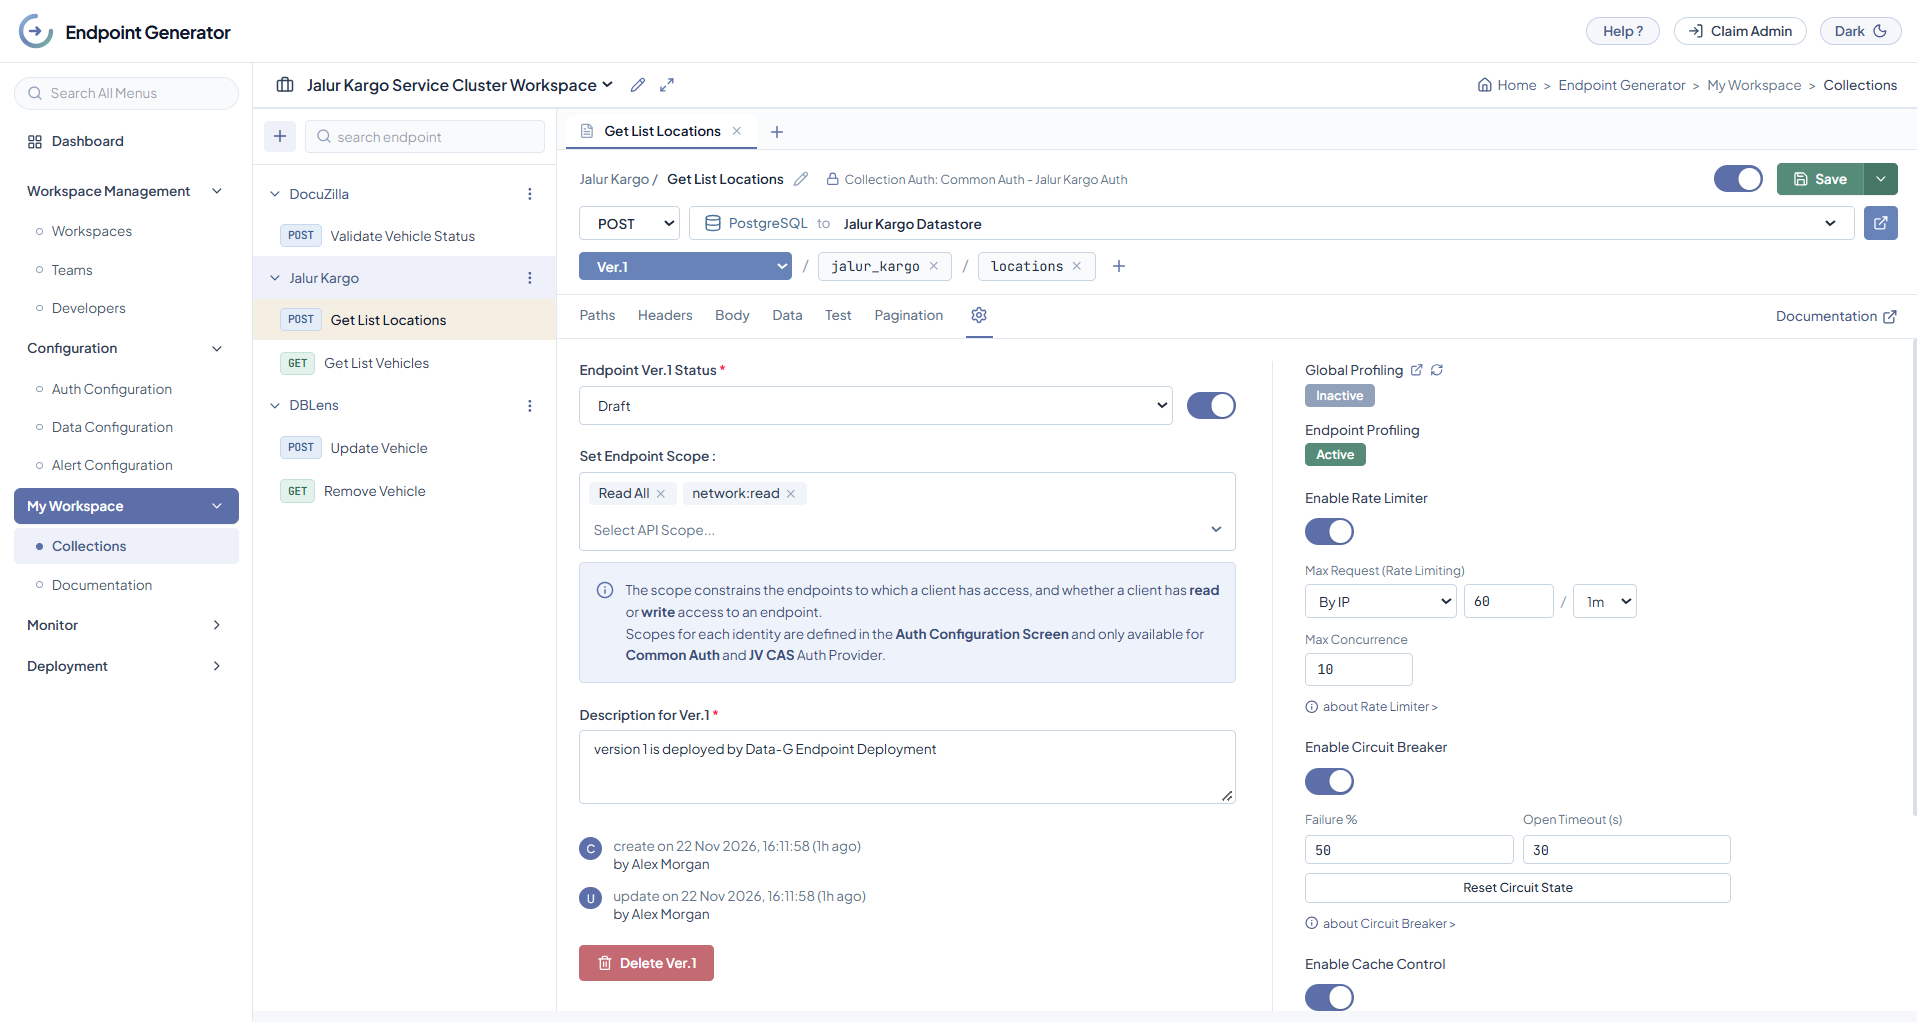 Endpoint Generator
Help ?
Claim Admin
Dark
Search All Menus
Dashboard
Workspace Management
Workspaces
Teams
Developers
Configuration
Auth Configuration
Data Configuration
Alert Configuration
My Workspace
Collections
Documentation
Monitor
Deployment
Jalur Kargo Service Cluster Workspace
Home > Endpoint Generator > My Workspace > Collections
search endpoint
DocuZilla
POST Validate Vehicle Status
Jalur Kargo
POST Get List Locations
GET Get List Vehicles
DBLens
POST Update Vehicle
GET Remove Vehicle
Get List Locations
Jalur Kargo / Get List Locations
Collection Auth: Common Auth - Jalur Kargo Auth
Save
POST
PostgreSQL to Jalur Kargo Datastore
Ver.1 / jalur_kargo / locations
Paths Headers Body Data Test Pagination
Documentation
Endpoint Ver.1 Status *
Draft
Set Endpoint Scope :
Read All network:read
Select API Scope...
The scope constrains the endpoints to which a client has access, and whether a client has read
or write access to an endpoint.
Scopes for each identity are defined in the Auth Configuration Screen and only available for
Common Auth and JV CAS Auth Provider.
Description for Ver.1 *
version 1 is deployed by Data-G Endpoint Deployment
C create on 22 Nov 2026, 16:11:58 (1h ago)
by Alex Morgan
U update on 22 Nov 2026, 16:11:58 (1h ago)
by Alex Morgan
Delete Ver.1
Global Profiling
Inactive
Endpoint Profiling
Active
Enable Rate Limiter
Max Request (Rate Limiting)
By IP 60 / 1m
Max Concurrence
10
about Rate Limiter >
Enable Circuit Breaker
Failure % Open Timeout (s)
50 30
Reset Circuit State
about Circuit Breaker >
Enable Cache Control